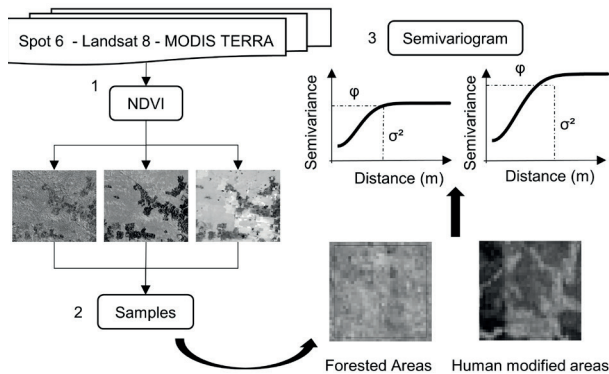 Spot 6 - Landsat 8 - MODIS TERRA
1
NDVI
2
Samples
3
Semivariogram
Semivariance
φ
σ²
Distance (m)
Semivariance
φ
σ²
Distance (m)
Forested Areas
Human modified areas